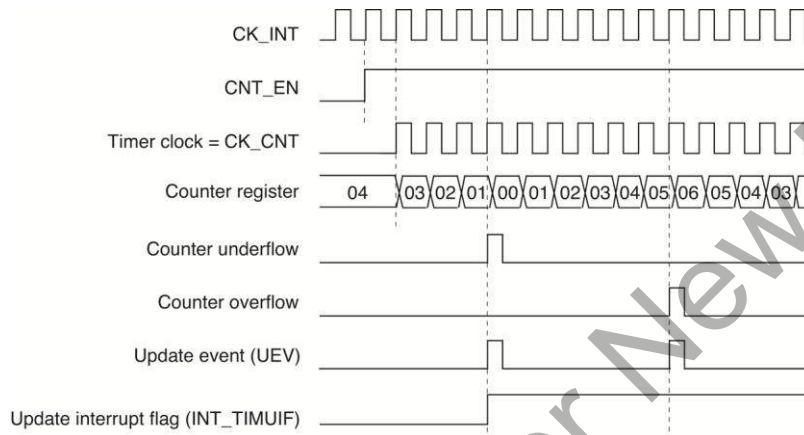 CK_INT
CNT_EN
Timer clock = CK_CNT
Counter register 04 03 02 01 00 01 02 03 04 05 06 05 04 03
Counter underflow
Counter overflow
Update event (UEV)
Update interrupt flag (INT_TIMUIF)
r New